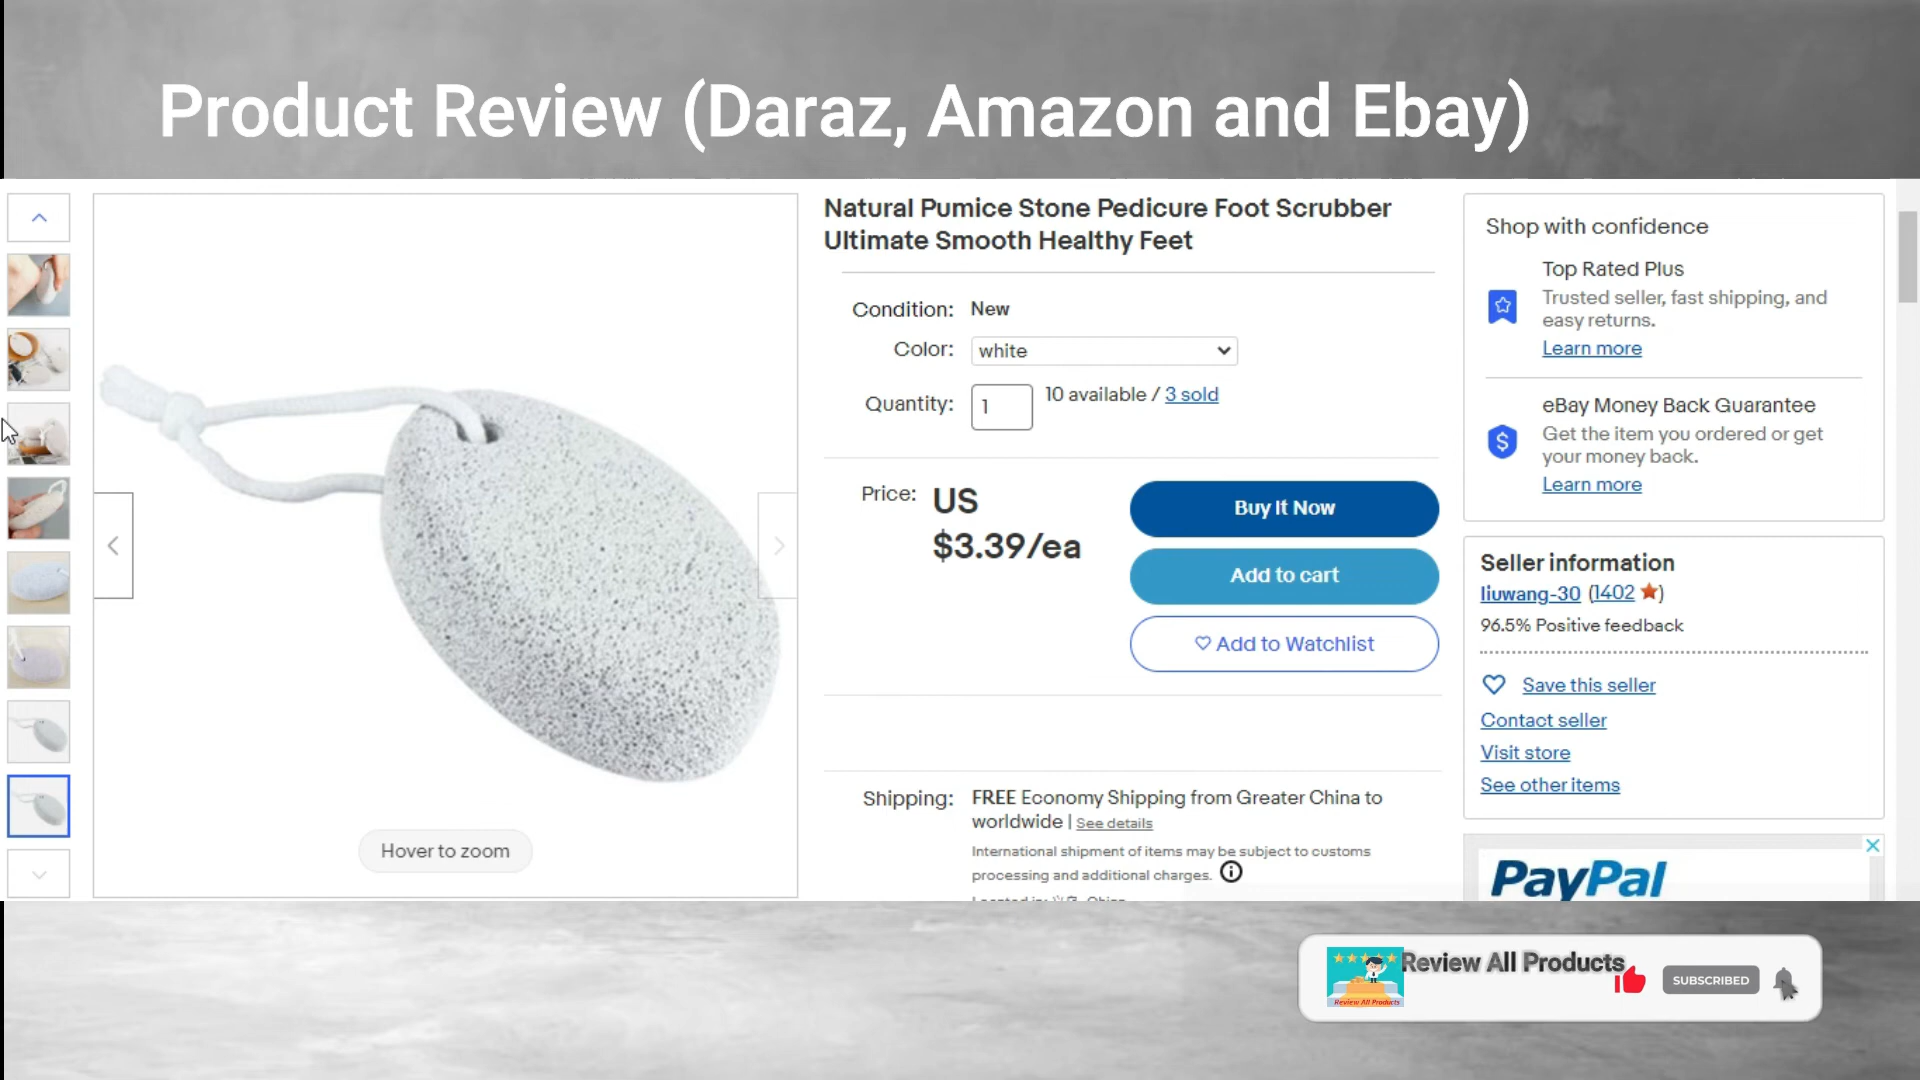 Product Review (Daraz, Amazon and Ebay)
Natural Pumice Stone Pedicure Foot Scrubber
Ultimate Smooth Healthy Feet
Condition: New
Color: white
Quantity: 1 10 available / 3 sold
Price: US
$3.39/ea
Buy It Now
Add to cart
Add to Watchlist
Shipping: FREE Economy Shipping from Greater China to
worldwide | See details
International shipment of items may be subject to customs
processing and additional charges.
Hover to zoom
Shop with confidence
Top Rated Plus
Trusted seller, fast shipping, and
easy returns.
Learn more
eBay Money Back Guarantee
Get the item you ordered or get
your money back.
Learn more
Seller information
liuwang-30 (1402)
96.5% Positive feedback
Save this seller
Contact seller
Visit store
See other items
PayPal
Review All Products
Review All Products
SUBSCRIBED